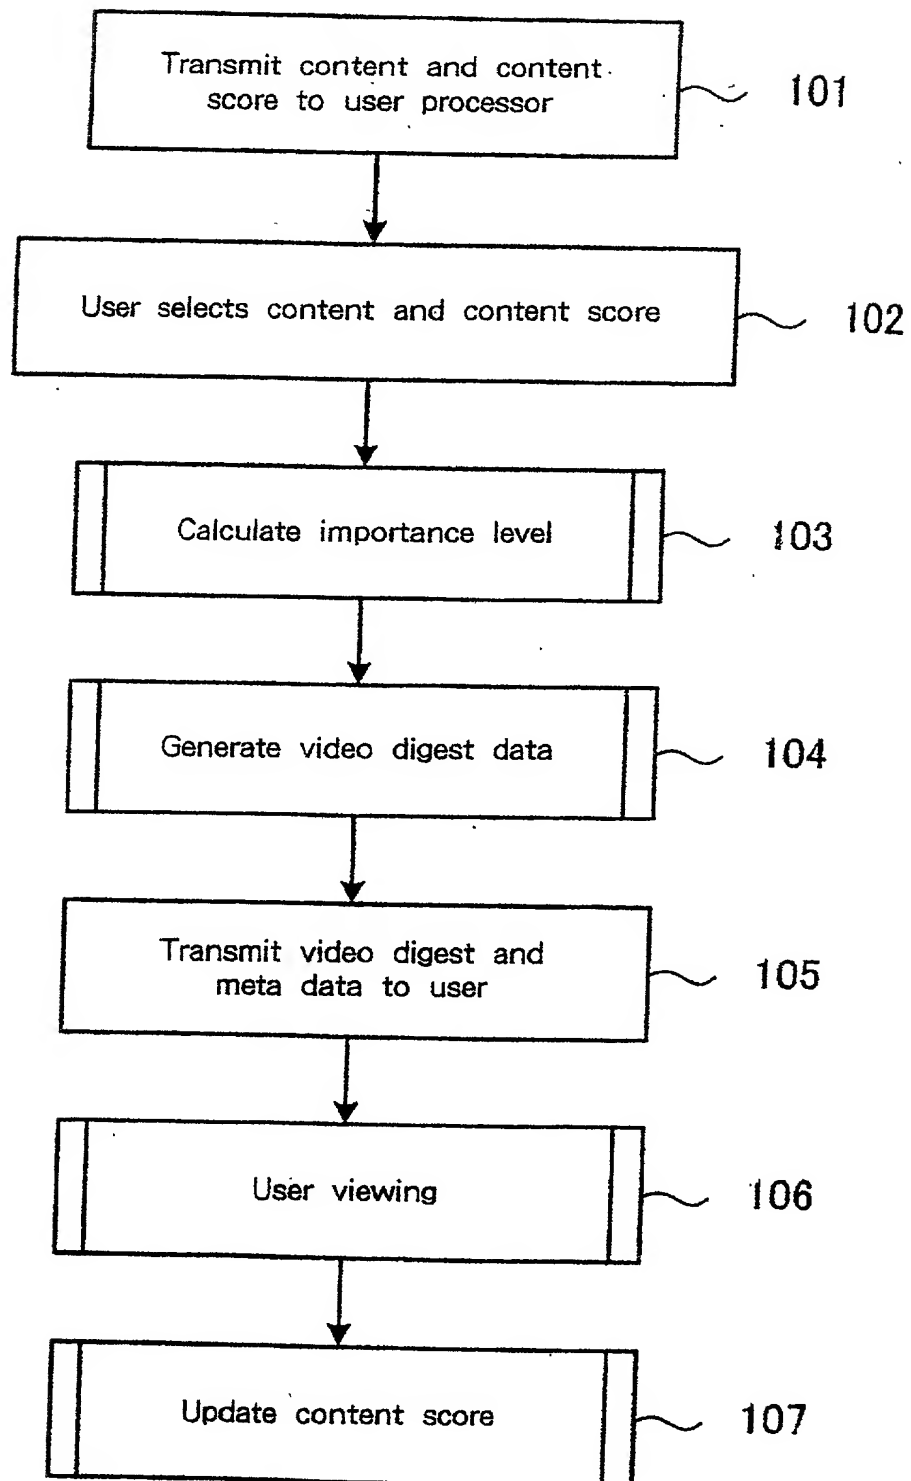 Transmit content and content
score to user processor
101
User selects content and content score
102
Calculate importance level
103
Generate video digest data
104
Transmit video digest and
meta data to user
105
User viewing
106
Update content score
107